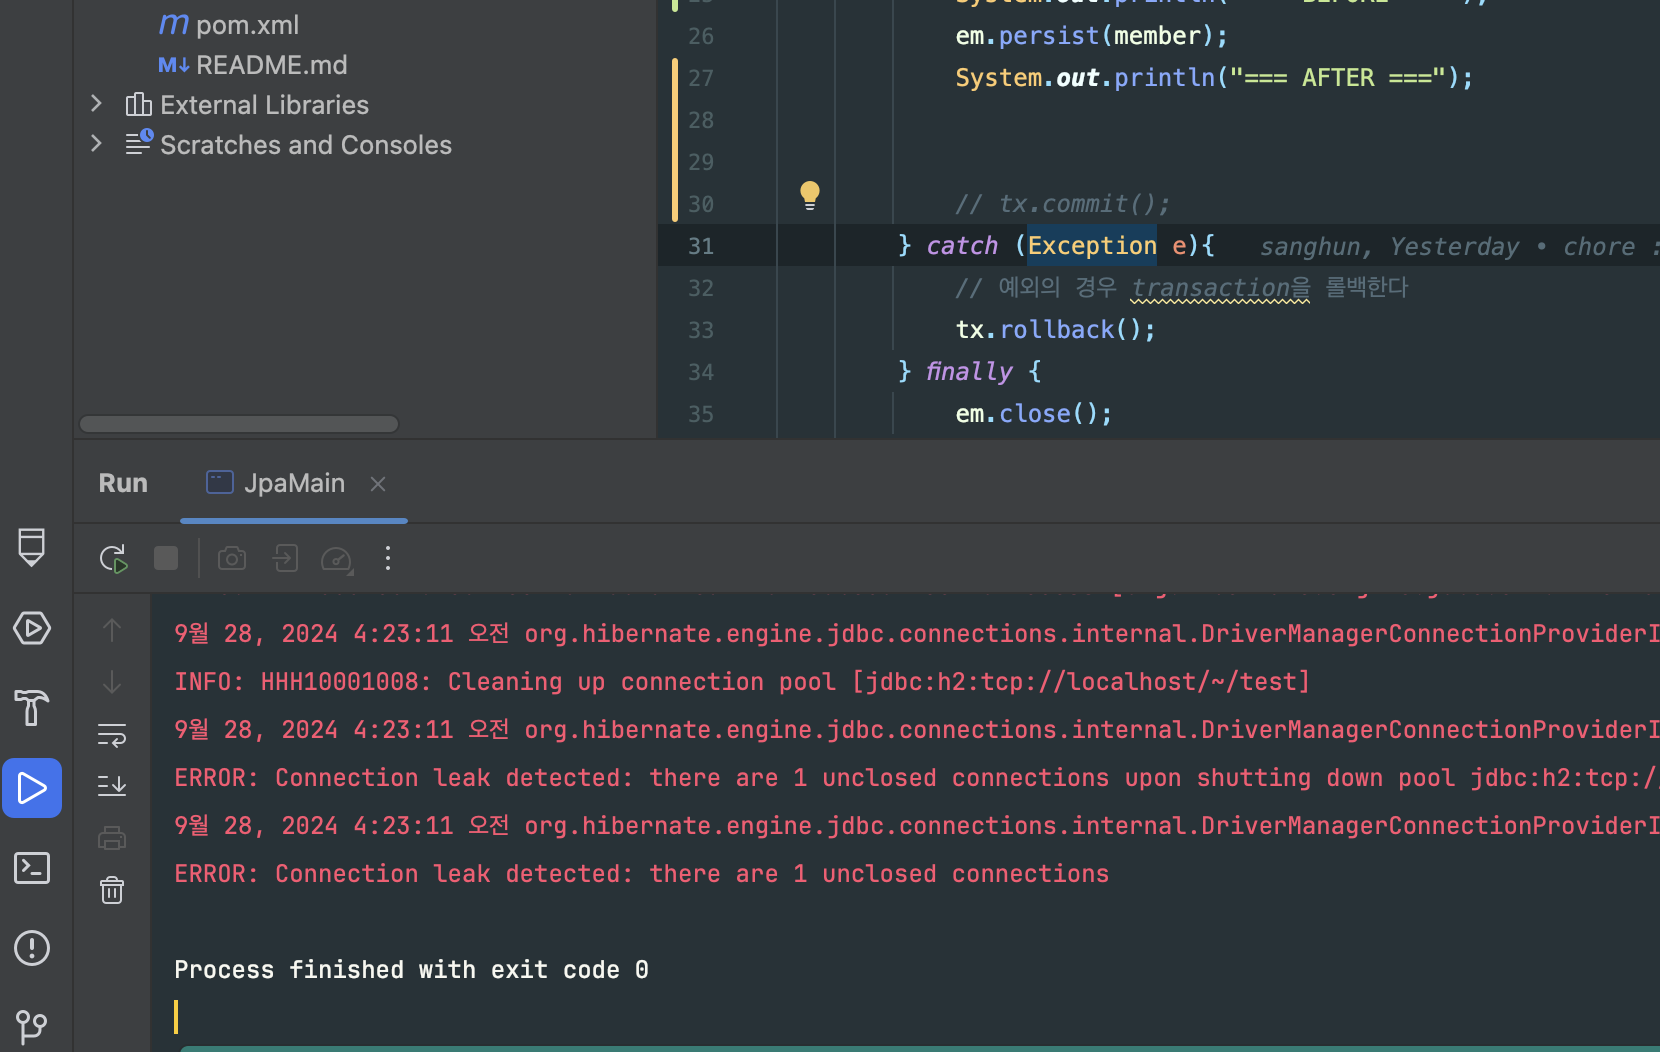 pom.xml
README.md
External Libraries
Scratches and Consoles
26 em.persist(member);
27 System.out.println("=== AFTER ===");
28
29
30 // tx.commit();
31 } catch (Exception e){ sanghun, Yesterday • chore :
32 // 예외의 경우 transaction을 롤백한다
33 tx.rollback();
34 } finally {
35 em.close();
Run JpaMain
9월 28, 2024 4:23:11 오전 org.hibernate.engine.jdbc.connections.internal.DriverManagerConnectionProviderI
INFO: HHH10001008: Cleaning up connection pool [jdbc:h2:tcp://localhost/~/test]
9월 28, 2024 4:23:11 오전 org.hibernate.engine.jdbc.connections.internal.DriverManagerConnectionProviderI
ERROR: Connection leak detected: there are 1 unclosed connections upon shutting down pool jdbc:h2:tcp:/
9월 28, 2024 4:23:11 오전 org.hibernate.engine.jdbc.connections.internal.DriverManagerConnectionProviderI
ERROR: Connection leak detected: there are 1 unclosed connections
Process finished with exit code 0